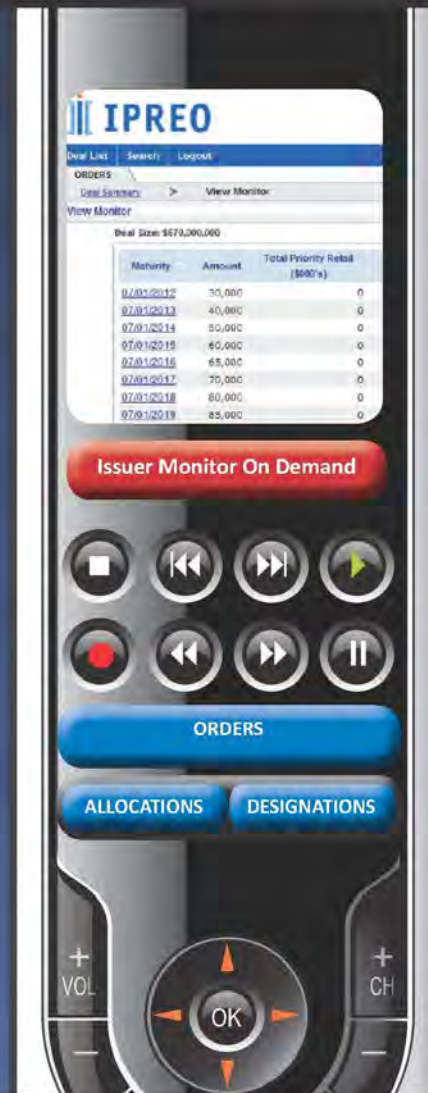 IPREO
Deal List Search Logout
ORDERS
Deal Summary > View Monitor
View Monitor
Deal Size: $670,000,000
Maturity Amount Total Priority Retail ($000's)
07/01/2012 30,000 0
07/01/2013 40,000 0
07/01/2014 50,000 0
07/01/2015 60,000 0
07/01/2016 65,000 0
07/01/2017 70,000 0
07/01/2018 80,000 0
07/01/2019 85,000 0
Issuer Monitor On Demand
ORDERS
ALLOCATIONS DESIGNATIONS
+ +
VOL CH
OK
− −